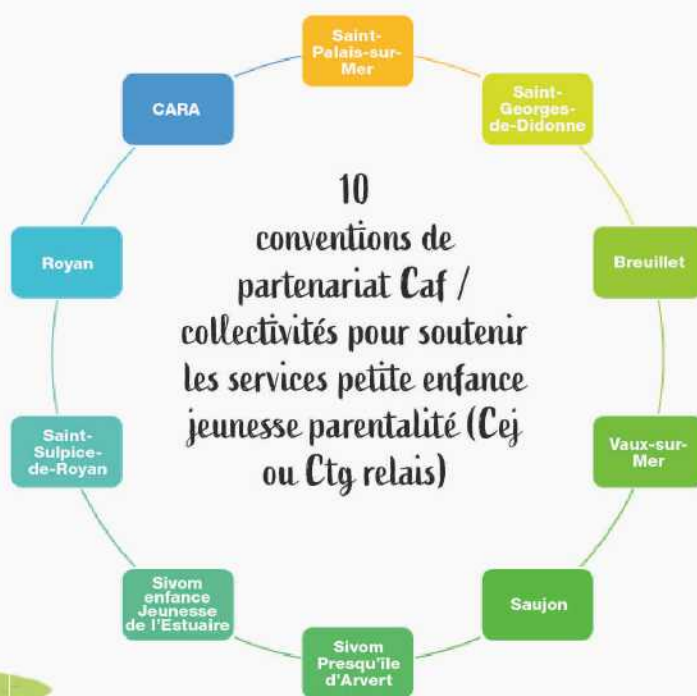 Saint-
Palais-sur-
Mer
Saint-
Georges-
de-Didonne
Breuillet
Vaux-sur-
Mer
Saujon
Sivom
Presqu'île
d'Arvert
Sivom
enfance
Jeunesse
de l'Estuaire
Saint-
Sulpice-
de-Royan
Royan
CARA
10
conventions de
partenariat Caf /
collectivités pour soutenir
les services petite enfance
jeunesse parentalité (Cej
ou Ctg relais)